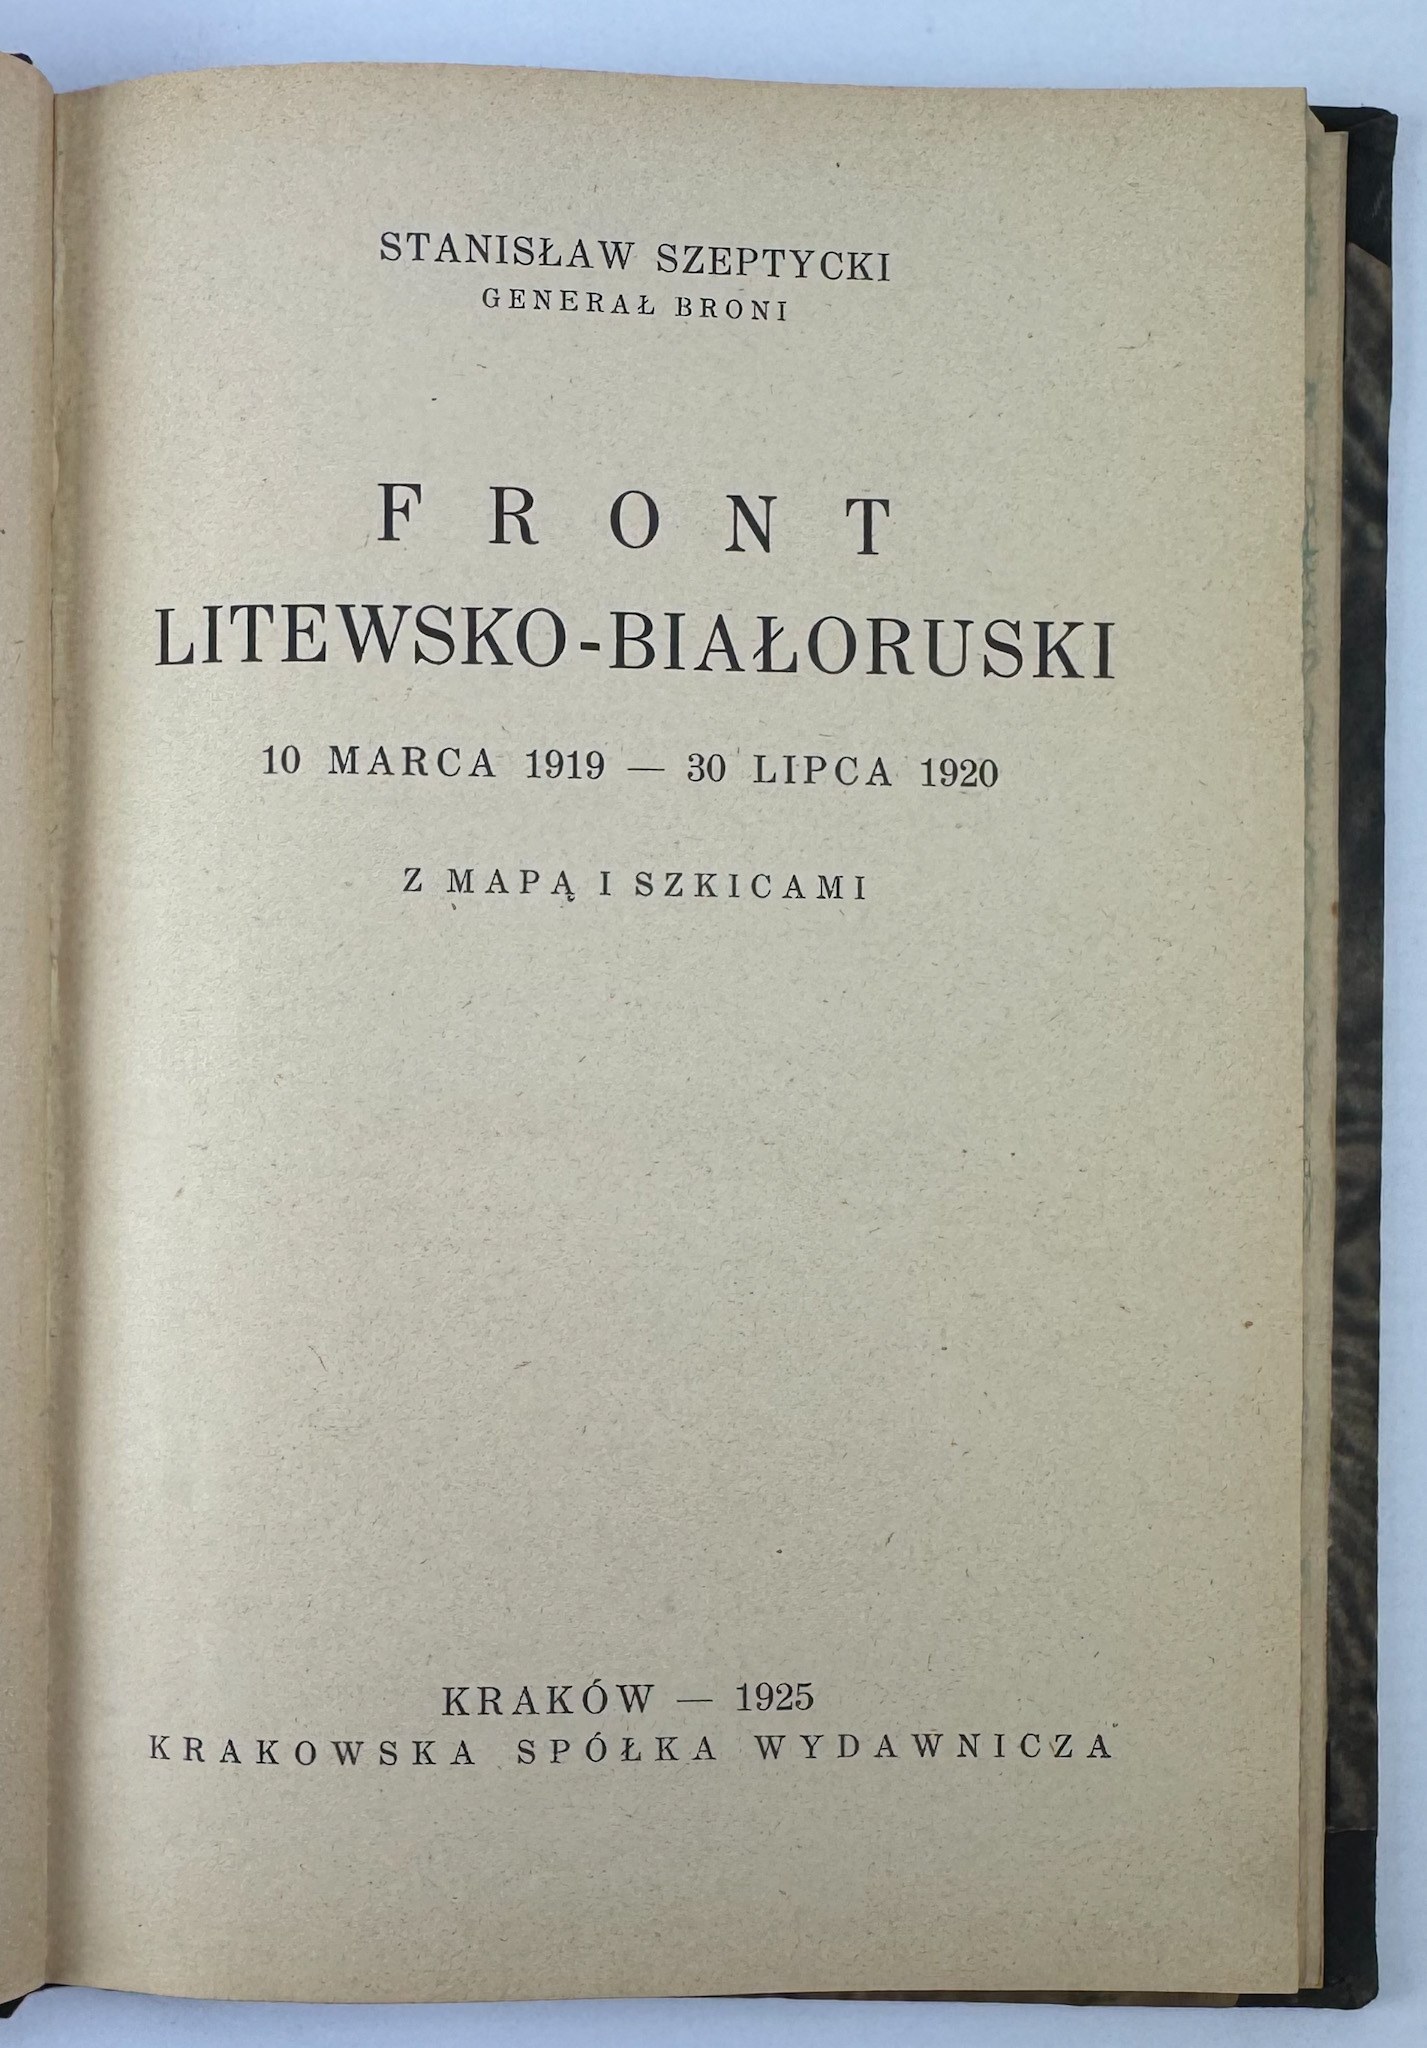 STANISŁAW SZEPTYCKI
GENERAŁ BRONI
FRONT
LITEWSKO-BIAŁORUSKI
10 MARCA 1919 — 30 LIPCA 1920
Z MAPĄ I SZKICAMI
KRAKÓW — 1925
KRAKOWSKA SPÓŁKA WYDAWNICZA